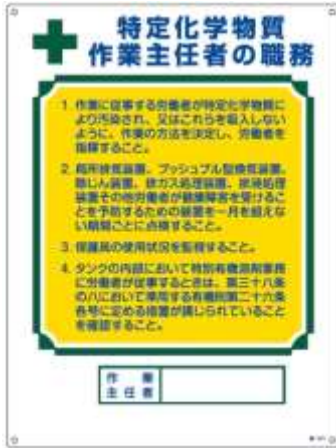 特定化学物質
作業主任者の職務
1. 作業に従事する労働者が特定化学物質に
より汚染され、又はこれらを吸入しない
ように、作業の方法を決定し、労働者を
指揮すること。
2. 局所排気装置、プッシュプル型換気装置、
除じん装置、排ガス処理装置、排液処理
装置その他労働者が健康障害を受けるこ
とを予防するための装置を一月を超えな
い期間ごとに点検すること。
3. 保護具の使用状況を監視すること。
4. タンクの内部において特別有機溶剤業務
に労働者が従事するときは、第三十八条
の八において準用する有機則第二十六条
各号に定める措置が講じられていること
を確認すること。
作業
主任者